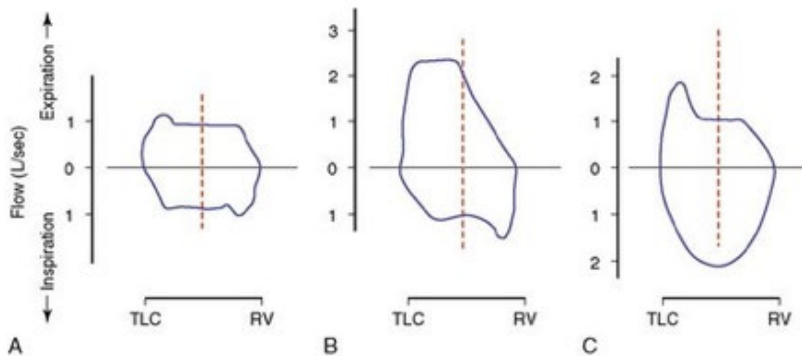 Flow (L/sec)
← Inspiration Expiration →
1
0
1
TLC RV
A
3
2
1
0
1
TLC RV
B
2
1
0
1
2
TLC RV
C